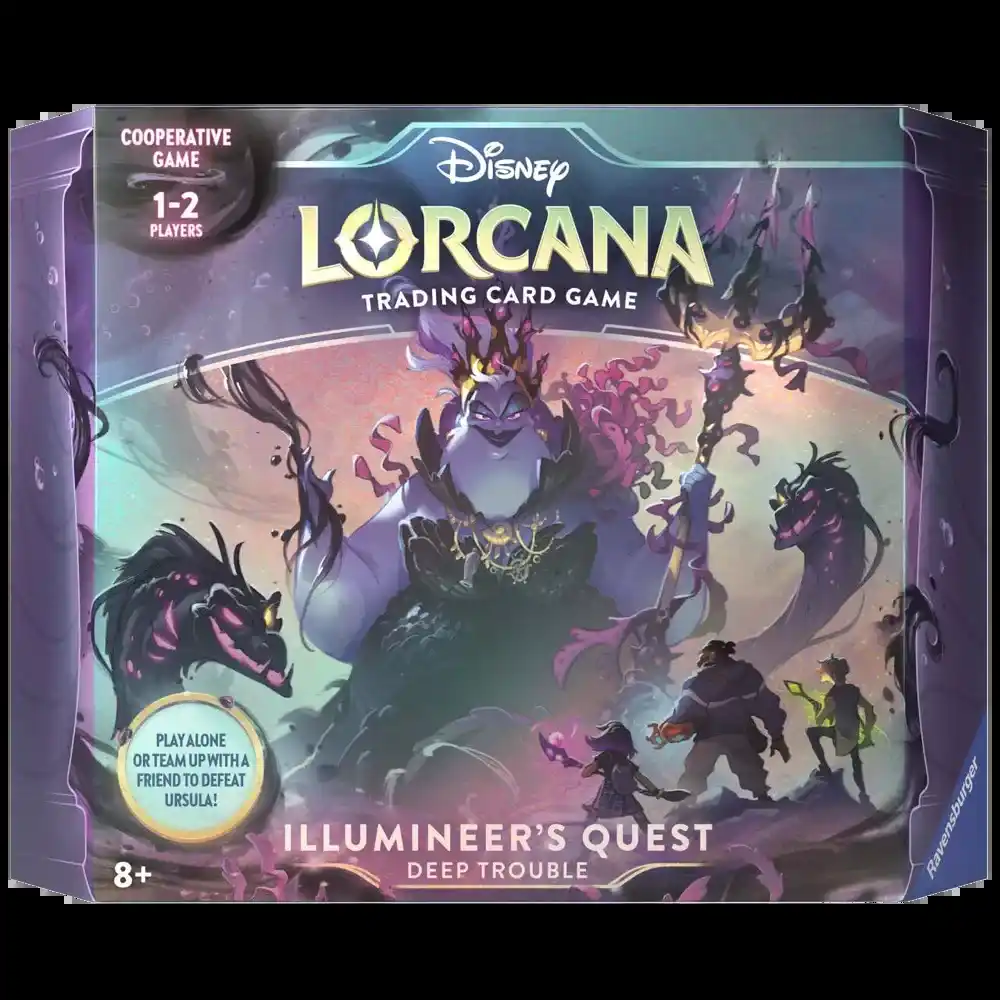 COOPERATIVE
GAME
1-2
PLAYERS
DISNEY
LORCANA
TRADING CARD GAME
PLAY ALONE
OR TEAM UP WITH A
FRIEND TO DEFEAT
URSULA!
ILLUMINEER'S QUEST
DEEP TROUBLE
8+
Ravensburger